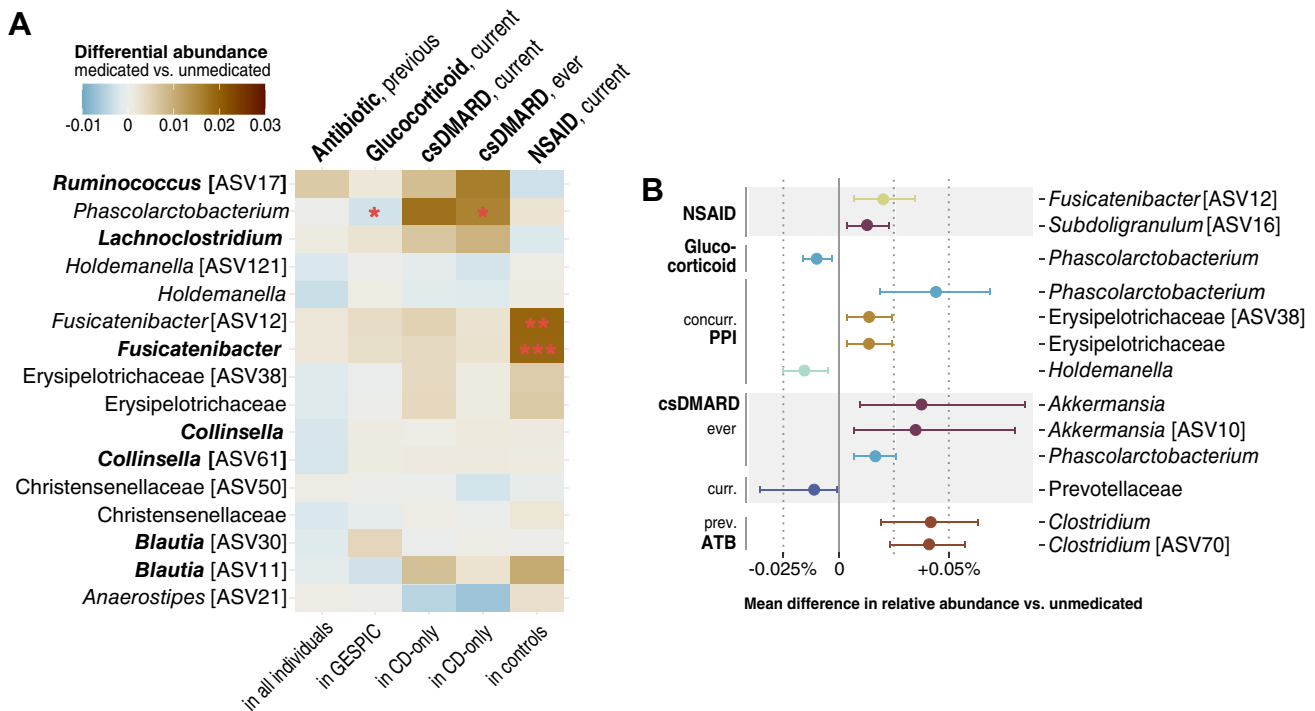 A
Differential abundance
medicated vs. unmedicated
-0.01 0 0.01 0.02 0.03
Antibiotic, previous
Glucocorticoid, current
csDMARD, current
csDMARD, ever
NSAID, current
Ruminococcus [ASV17]
Phascolarctobacterium * *
Lachnoclostridium
Holdemanella [ASV121]
Holdemanella
Fusicatenibacter [ASV12] **
Fusicatenibacter ***
Erysipelotrichaceae [ASV38]
Erysipelotrichaceae
Collinsella
Collinsella [ASV61]
Christensenellaceae [ASV50]
Christensenellaceae
Blautia [ASV30]
Blautia [ASV11]
Anaerostipes [ASV21]
in all individuals
in GESPIC
in CD-only
in CD-only
in controls
B
NSAID
Fusicatenibacter [ASV12]
Subdoligranulum [ASV16]
Gluco-
corticoid
Phascolarctobacterium
concurr.
PPI
Phascolarctobacterium
Erysipelotrichaceae [ASV38]
Erysipelotrichaceae
Holdemanella
csDMARD
ever
Akkermansia
Akkermansia [ASV10]
Phascolarctobacterium
curr.
Prevotellaceae
prev.
ATB
Clostridium
Clostridium [ASV70]
-0.025% 0 +0.05%
Mean difference in relative abundance vs. unmedicated